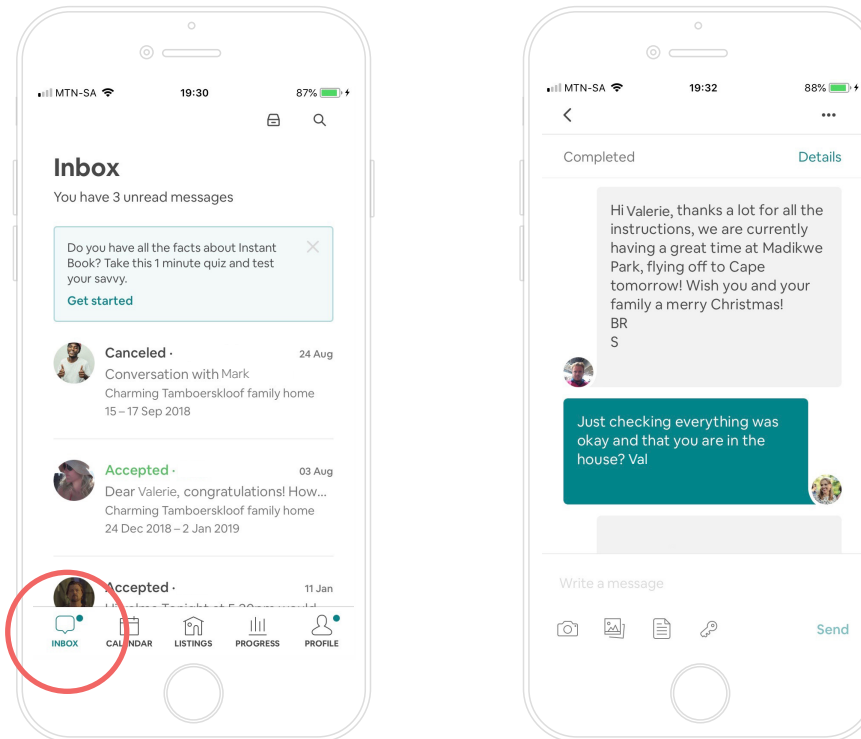 MTN-SA 19:30 87%
Inbox
You have 3 unread messages
Do you have all the facts about Instant
Book? Take this 1 minute quiz and test
your savvy.
Get started
Canceled · 24 Aug
Conversation with Mark
Charming Tamboerskloof family home
15 – 17 Sep 2018
Accepted · 03 Aug
Dear Valerie, congratulations! How...
Charming Tamboerskloof family home
24 Dec 2018 – 2 Jan 2019
Accepted · 11 Jan
INBOX CALENDAR LISTINGS PROGRESS PROFILE
MTN-SA 19:32 88%
Completed Details
Hi Valerie, thanks a lot for all the
instructions, we are currently
having a great time at Madikwe
Park, flying off to Cape
tomorrow! Wish you and your
family a merry Christmas!
BR
S
Just checking everything was
okay and that you are in the
house? Val
Write a message
Send